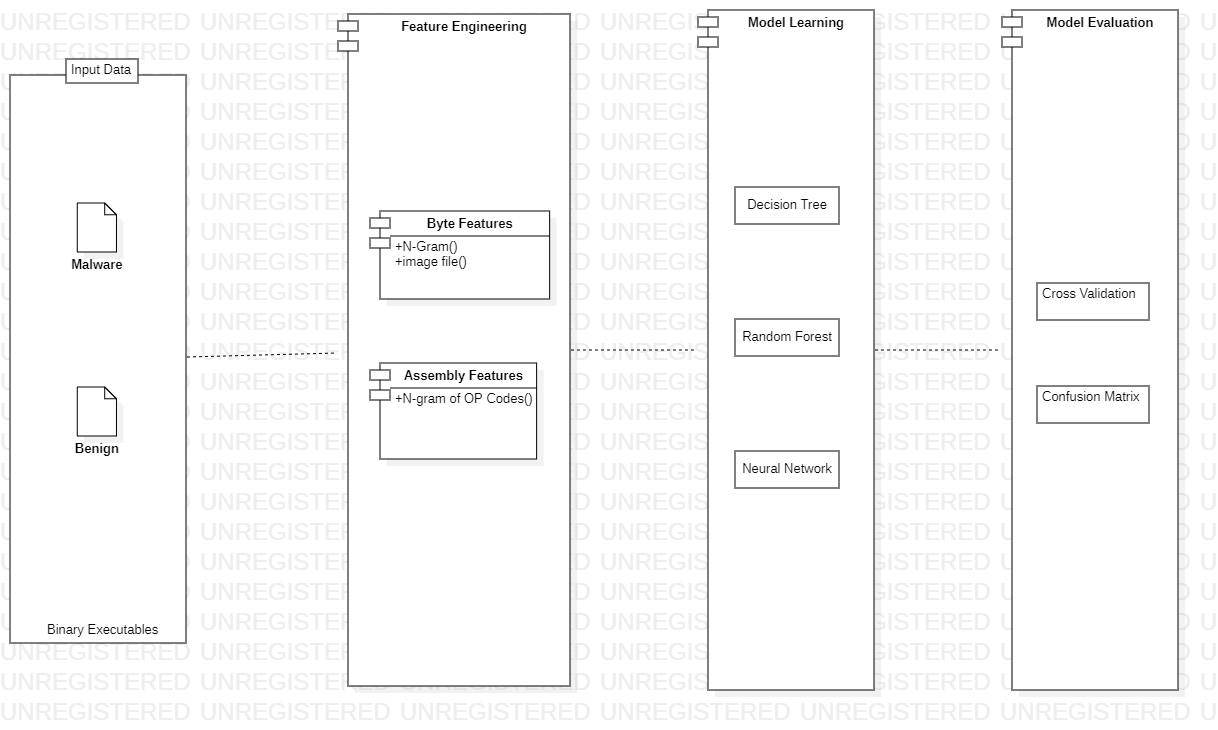 Input Data
Malware
Benign
Binary Executables
Feature Engineering
Byte Features
+N-Gram()
+image file()
Assembly Features
+N-gram of OP Codes()
Model Learning
Decision Tree
Random Forest
Neural Network
Model Evaluation
Cross Validation
Confusion Matrix
UNREGISTERED